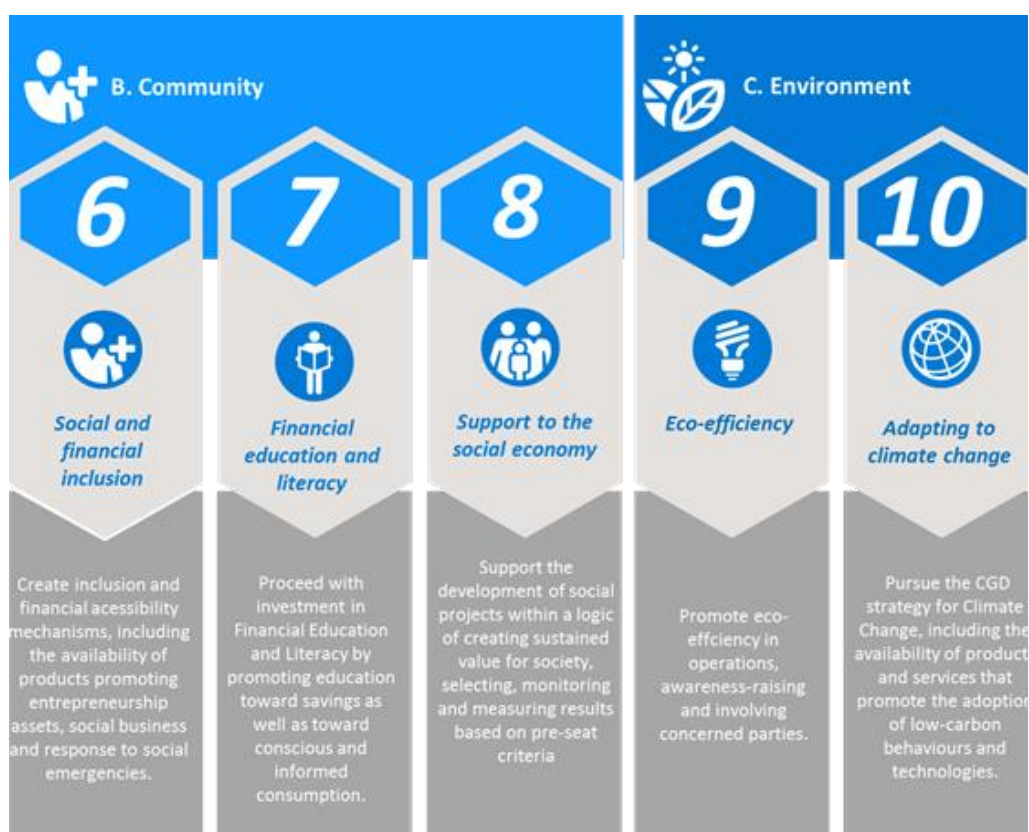 B. Community
6
Social and
financial
inclusion
Create inclusion and
financial acessibility
mechanisms, including
the availability of
products promoting
entrepreneurship
assets, social business
and response to social
emergencies.
7
Financial
education and
literacy
Proceed with
investment in
Financial Education
and Literacy by
promoting education
toward savings as
well as toward
conscious and
informed
consumption.
8
Support to the
social economy
Support the
development of social
projects within a logic
of creating sustained
value for society,
selecting, monitoring
and measuring results
based on pre-seat
criteria
C. Environment
9
Eco-efficiency
Promote eco-
effciency in
operations,
awareness-raising
and involving
concerned parties.
10
Adapting to
climate change
Pursue the CGD
strategy for Climate
Change, including the
availability of product
and services that
promote the adoption
of low-carbon
behaviours and
technologies.